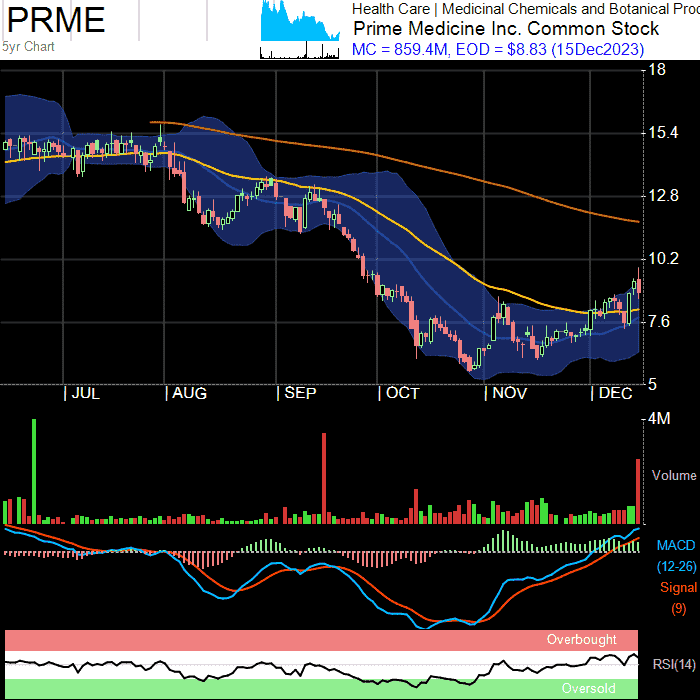 PRME
5yr Chart
Health Care | Medicinal Chemicals and Botanical Proc
Prime Medicine Inc. Common Stock
MC = 859.4M, EOD = $8.83 (15Dec2023)
18
15.4
12.8
10.2
7.6
5
| JUL | AUG | SEP | OCT | NOV | DEC
4M
Volume
MACD
(12-26)
Signal
(9)
Overbought
RSI(14)
Oversold